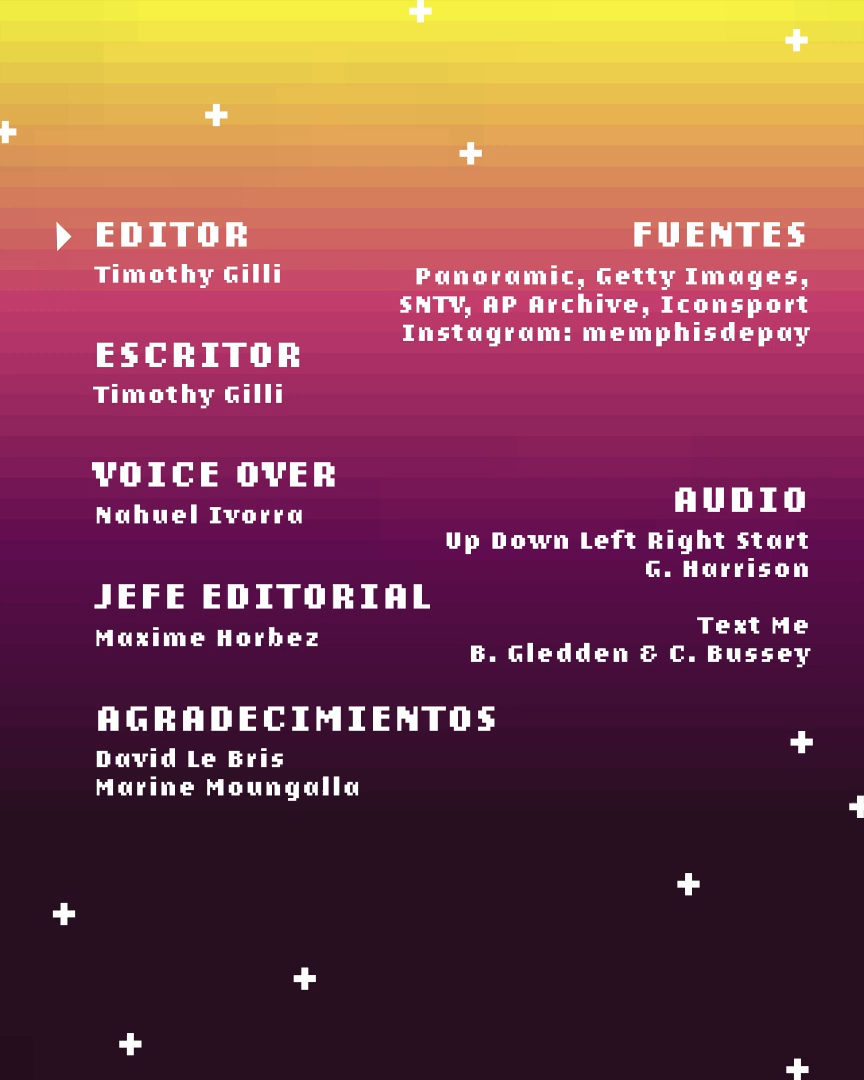 EDITOR
Timothy Gilli
ESCRITOR
Timothy Gilli
VOICE OVER
Nahuel Ivorra
JEFE EDITORIAL
Maxime Horbez
AGRADECIMIENTOS
David Le Bris
Marine Moungalla
FUENTES
Panoramic, Getty Images,
SNTV, AP Archive, Iconsport
Instagram: memphisdepay
AUDIO
Up Down Left Right Start
G. Harrison
Text Me
B. Gledden & C. Bussey